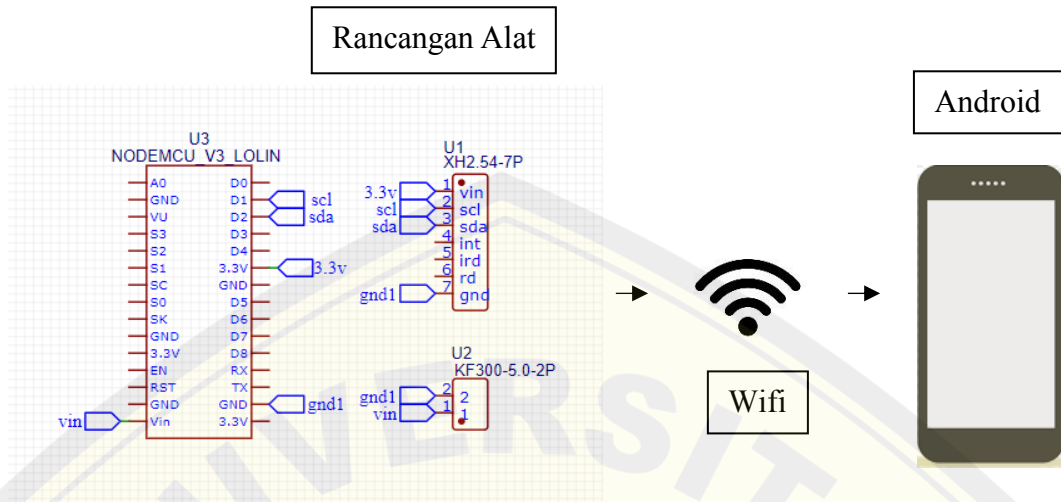 Rancangan Alat
Android
U3
NODEMCU_V3_LOLIN
A0
GND
VU
S3
S2
S1
SC
S0
SK
GND
3.3V
EN
RST
GND
Vin
D0
D1
D2
D3
D4
3.3V
GND
D5
D6
D7
D8
RX
TX
GND
3.3V
scl
sda
3.3v
gnd1
vin
U1
XH2.54-7P
3.3v 1 vin
scl 2 scl
sda 3 sda
4 int
5 ird
6 rd
gnd1 7 gnd
U2
KF300-5.0-2P
gnd1 2 2
vin 1 1
Wifi
UNIVERSIT